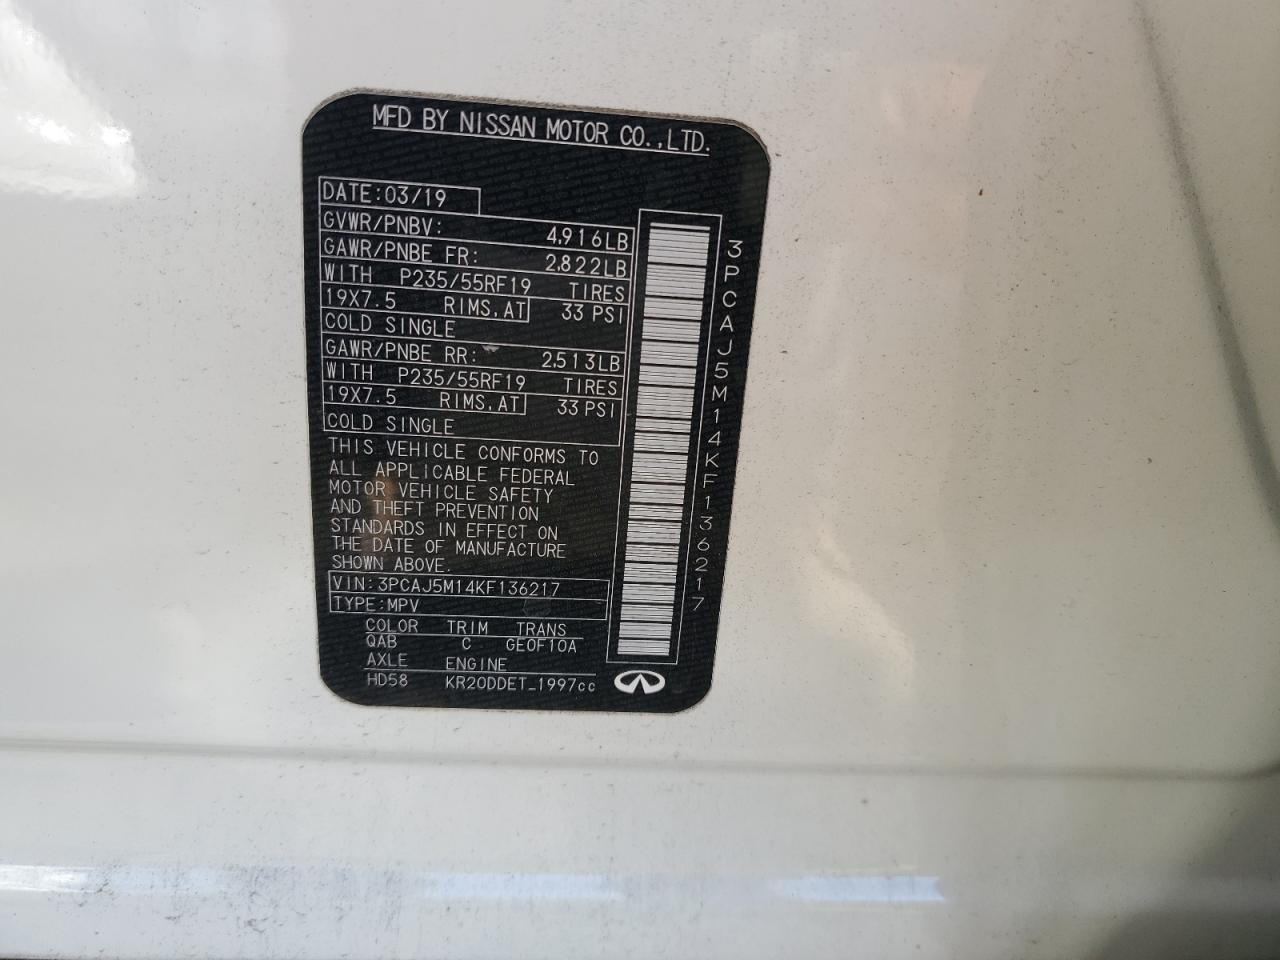 MFD BY NISSAN MOTOR CO.,LTD.
DATE:03/19
GVWR/PNBV: 4,916LB
GAWR/PNBE FR: 2,822LB
WITH P235/55RF19 TIRES
19X7.5 RIMS,AT 33 PSI
COLD SINGLE
GAWR/PNBE RR: 2,513LB
WITH P235/55RF19 TIRES
19X7.5 RIMS,AT 33 PSI
COLD SINGLE
THIS VEHICLE CONFORMS TO
ALL APPLICABLE FEDERAL
MOTOR VEHICLE SAFETY
AND THEFT PREVENTION
STANDARDS IN EFFECT ON
THE DATE OF MANUFACTURE
SHOWN ABOVE.
VIN:3PCAJ5M14KF136217
TYPE:MPV
COLOR TRIM TRANS
QAB C GE0F10A
AXLE ENGINE
HD58 KR20DDET_1997cc
3PCAJ5M14KF136217